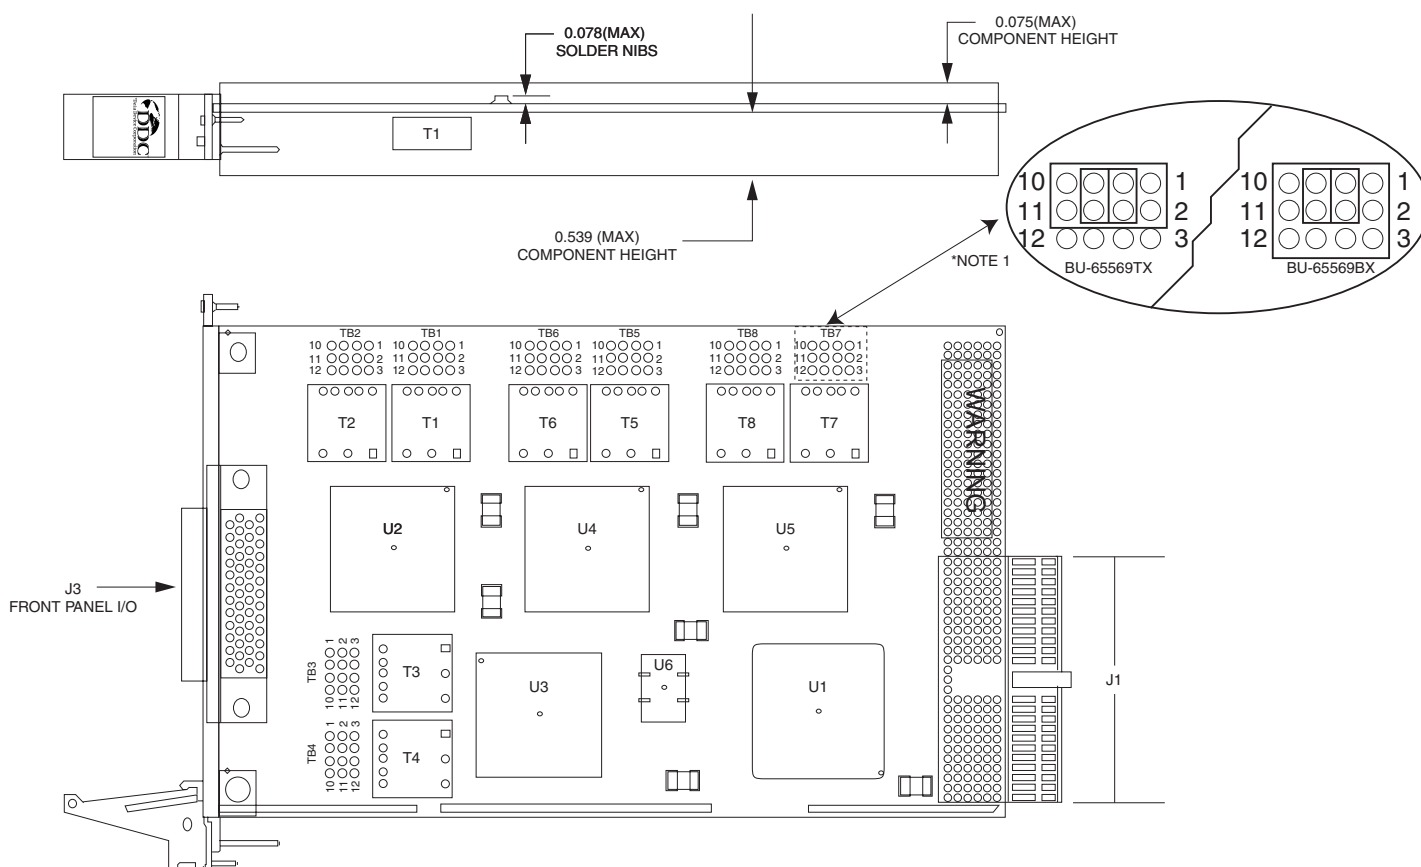 0.078(MAX)
SOLDER NIBS
0.075(MAX)
COMPONENT HEIGHT
DDC
T1
0.539 (MAX)
COMPONENT HEIGHT
*NOTE 1
10 1
11 2
12 3
BU-65569TX
10 1
11 2
12 3
BU-65569BX
TB2
10 1
11 2
12 3
TB1
10 1
11 2
12 3
TB6
10 1
11 2
12 3
TB5
10 1
11 2
12 3
TB8
10 1
11 2
12 3
TB7
10 1
11 2
12 3
T2
T1
T6
T5
T8
T7
WARNING
U2
U4
U5
J3
FRONT PANEL I/O
TB3
1 2 3
10 11 12
T3
TB4
1 2 3
10 11 12
T4
U3
U6
U1
J1